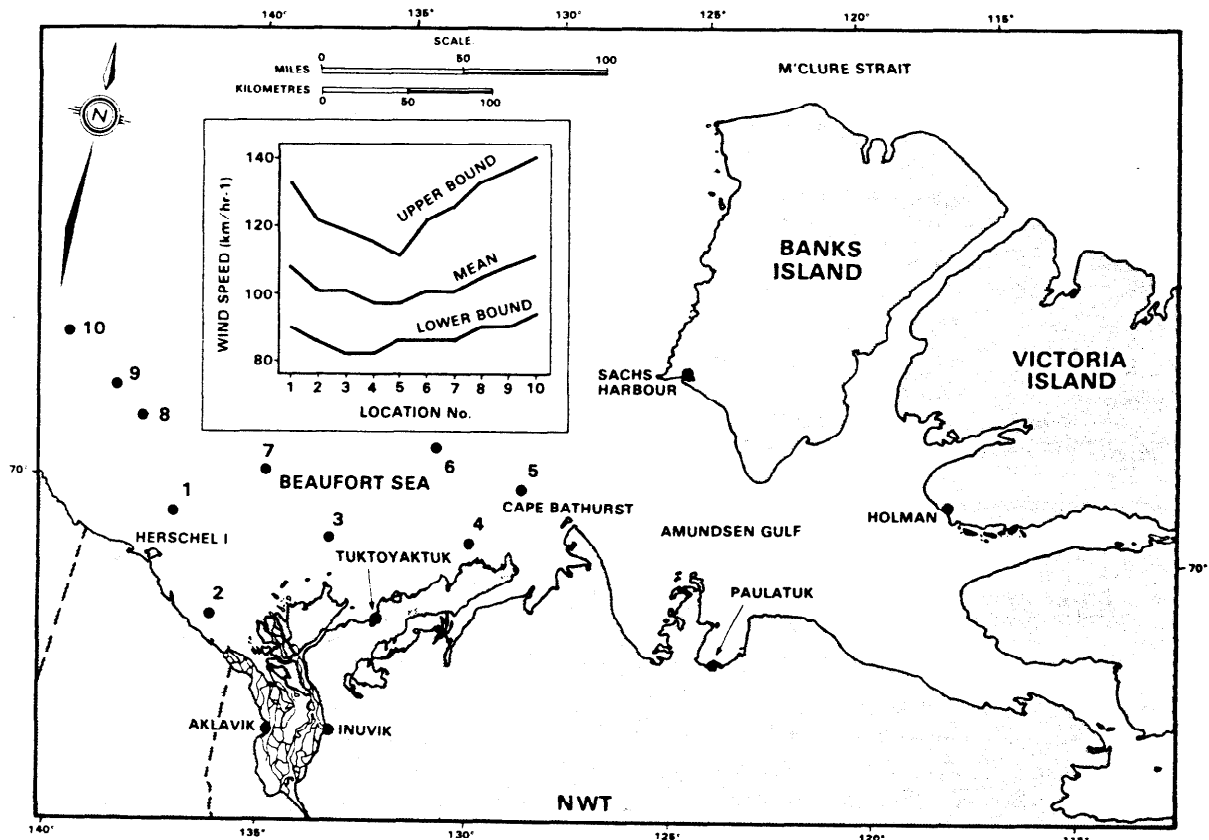 140'
135'
130'
125'
120'
115'
SCALE
0 50 100
MILES
KILOMETRES
0 50 100
M'CLURE STRAIT
N
WIND SPEED (km/hr-1)
140
120
100
80
UPPER BOUND
MEAN
LOWER BOUND
1 2 3 4 5 6 7 8 9 10
LOCATION No.
BANKS
ISLAND
VICTORIA
ISLAND
10
9
8
SACHS
HARBOUR
7
6
5
70'
BEAUFORT SEA
1
CAPE BATHURST
HOLMAN
HERSCHEL I
3
4
AMUNDSEN GULF
TUKTOYAKTUK
70'
2
PAULATUK
AKLAVIK
INUVIK
NWT
140'
135'
130'
125'
120'